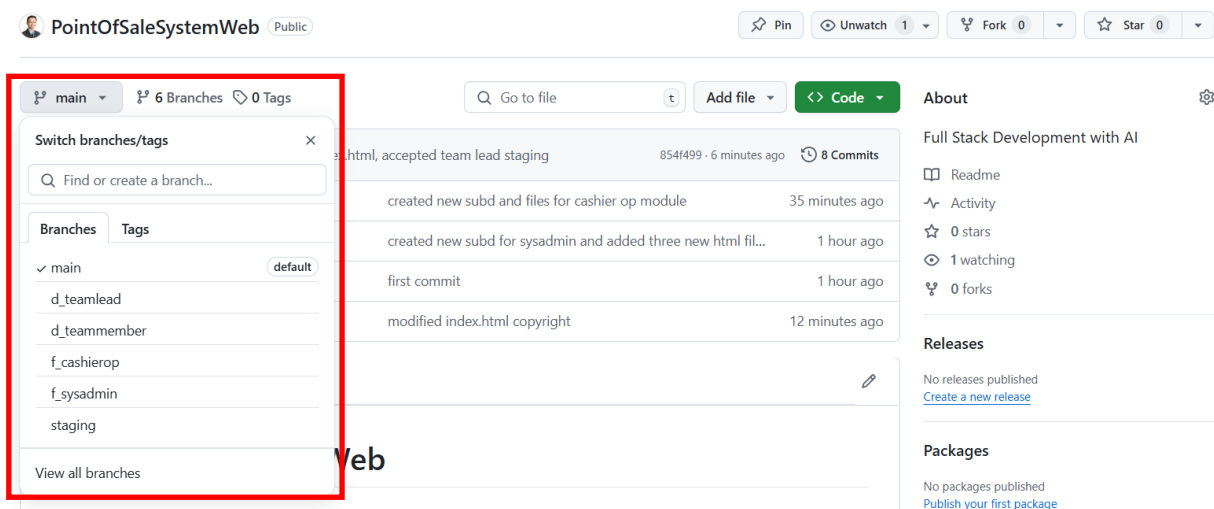 PointOfSaleSystemWeb Public
Pin
Unwatch 1
Fork 0
Star 0
main
6 Branches
0 Tags
Go to file
t
Add file
Code
Switch branches/tags
Find or create a branch...
Branches
Tags
main
default
d_teamlead
d_teammember
f_cashierop
f_sysadmin
staging
View all branches
.html, accepted team lead staging
854f499 · 6 minutes ago
8 Commits
created new subd and files for cashier op module
35 minutes ago
created new subd for sysadmin and added three new html fil...
1 hour ago
first commit
1 hour ago
modified index.html copyright
12 minutes ago
Web
About
Full Stack Development with AI
Readme
Activity
0 stars
1 watching
0 forks
Releases
No releases published
Create a new release
Packages
No packages published
Publish your first package